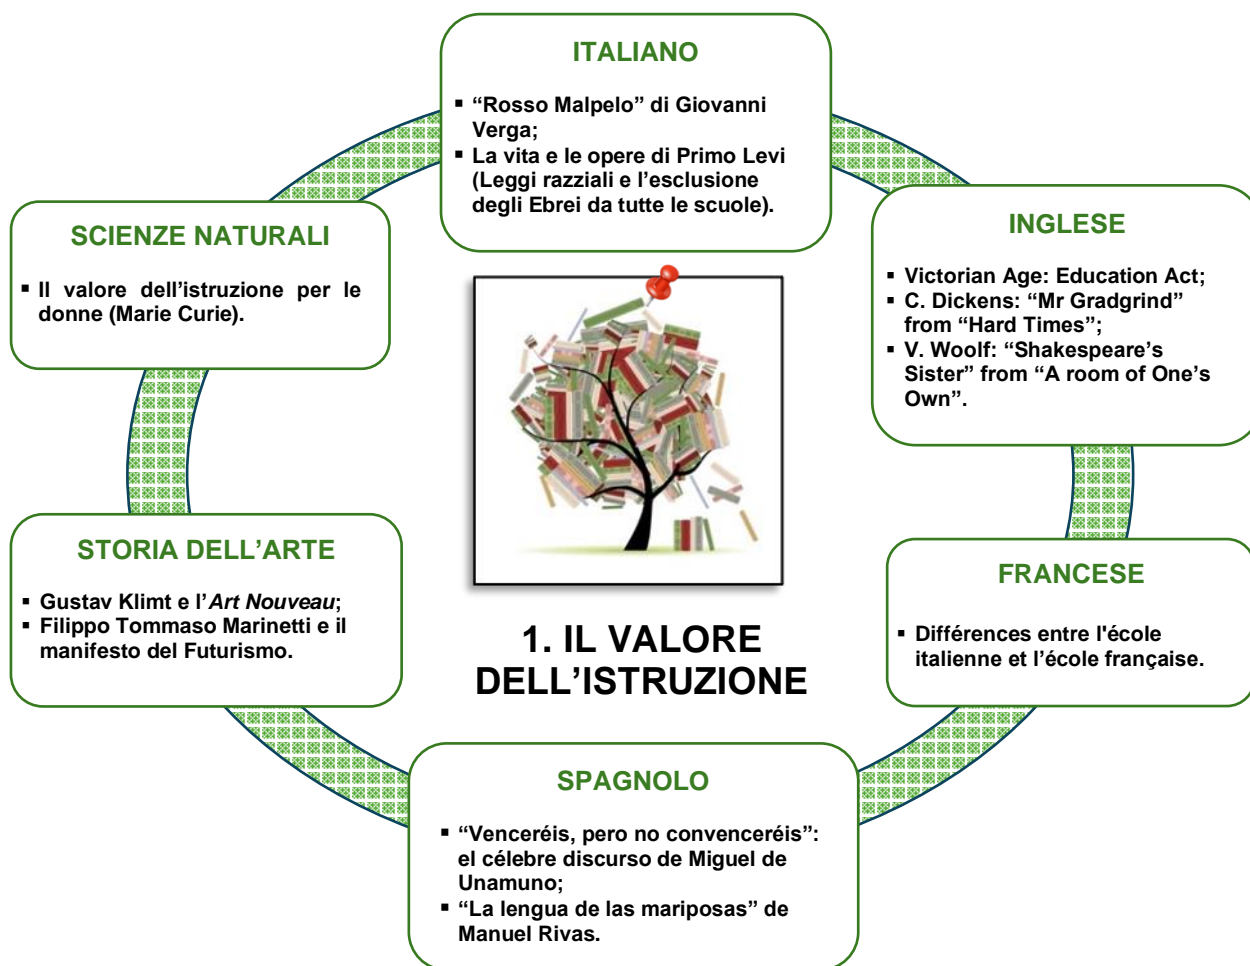 ITALIANO
▪ “Rosso Malpelo” di Giovanni
Verga;
▪ La vita e le opere di Primo Levi
(Leggi razziali e l’esclusione
degli Ebrei da tutte le scuole).
SCIENZE NATURALI
▪ Il valore dell’istruzione per le
donne (Marie Curie).
INGLESE
▪ Victorian Age: Education Act;
▪ C. Dickens: “Mr Gradgrind”
from “Hard Times”;
▪ V. Woolf: “Shakespeare’s
Sister” from “A room of One’s
Own”.
STORIA DELL’ARTE
▪ Gustav Klimt e l’Art Nouveau;
▪ Filippo Tommaso Marinetti e il
manifesto del Futurismo.
1. IL VALORE
DELL’ISTRUZIONE
FRANCESE
▪ Différences entre l'école
italienne et l’école française.
SPAGNOLO
▪ “Venceréis, pero no convenceréis”:
el célebre discurso de Miguel de
Unamuno;
▪ “La lengua de las mariposas” de
Manuel Rivas.